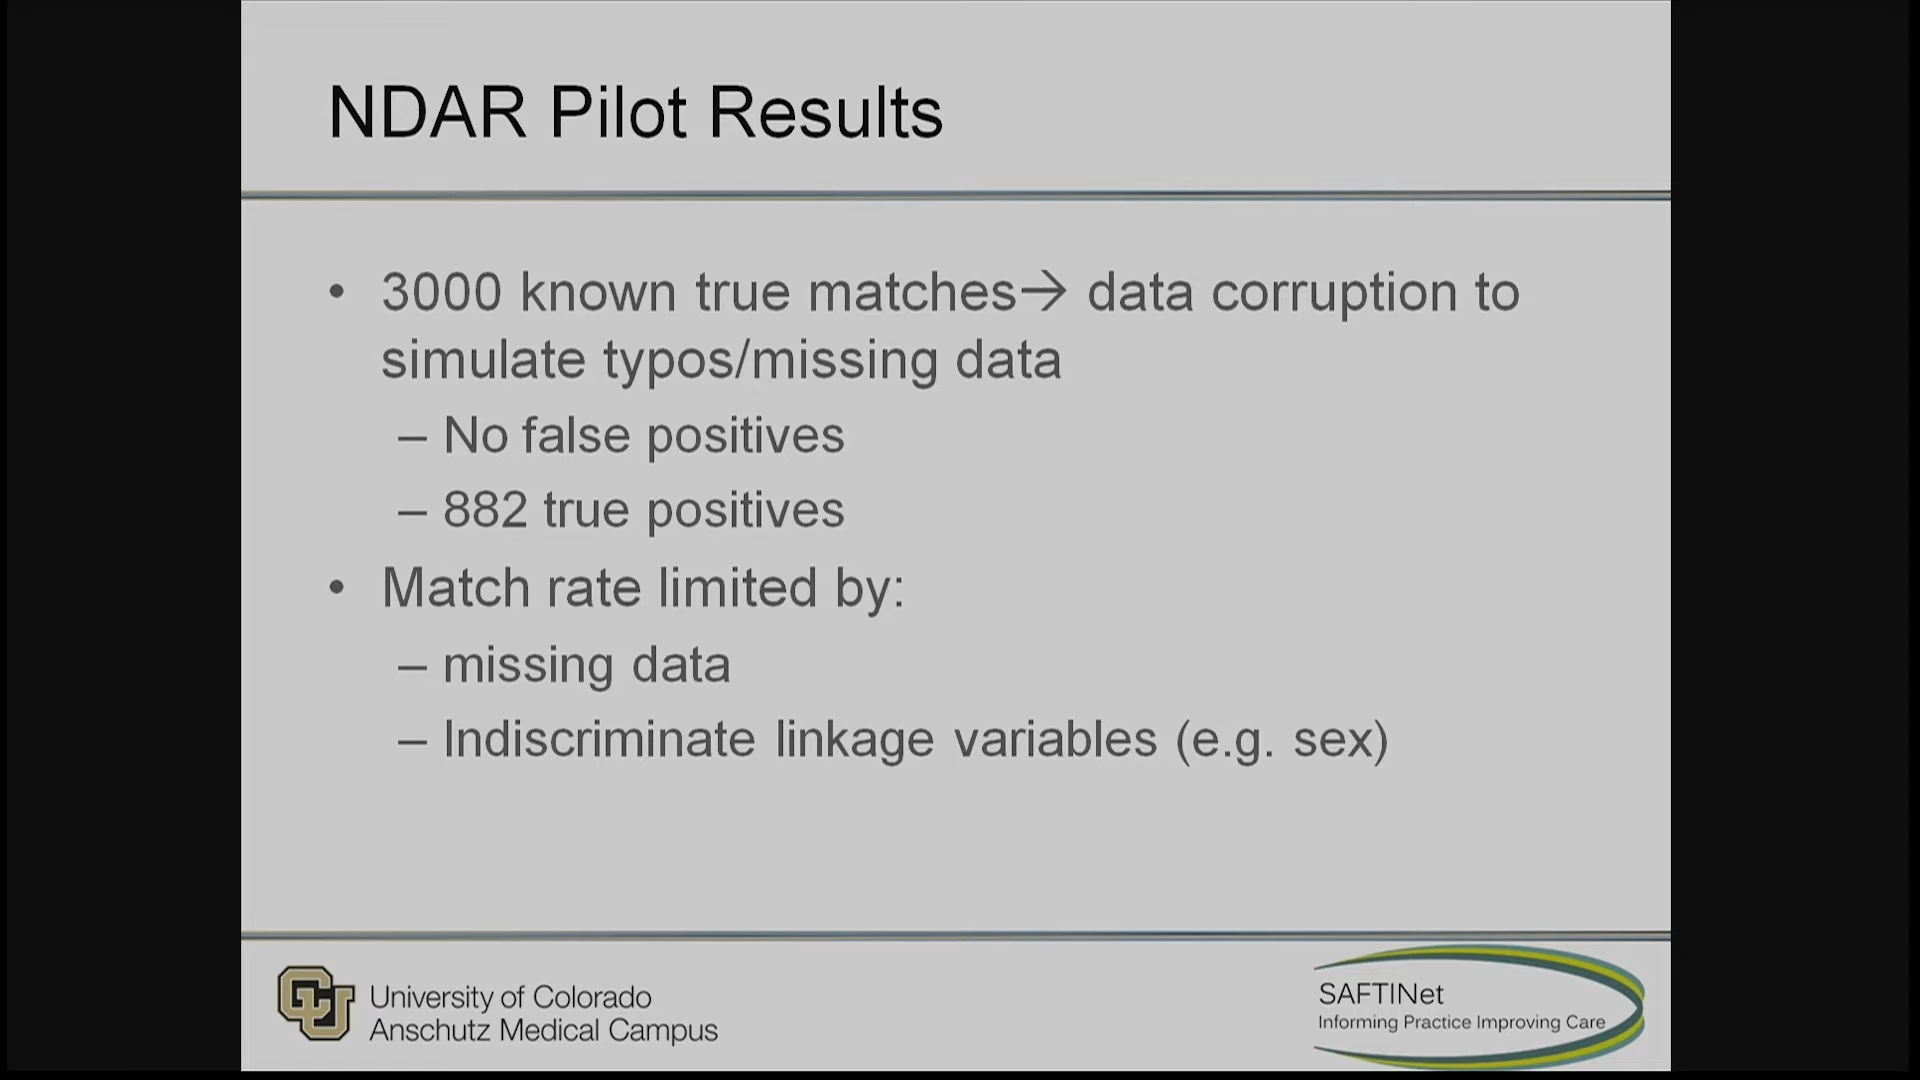 NDAR Pilot Results
• 3000 known true matches→ data corruption to
simulate typos/missing data
– No false positives
– 882 true positives
• Match rate limited by:
– missing data
– Indiscriminate linkage variables (e.g. sex)
CU
University of Colorado
Anschutz Medical Campus
SAFTINet
Informing Practice Improving Care